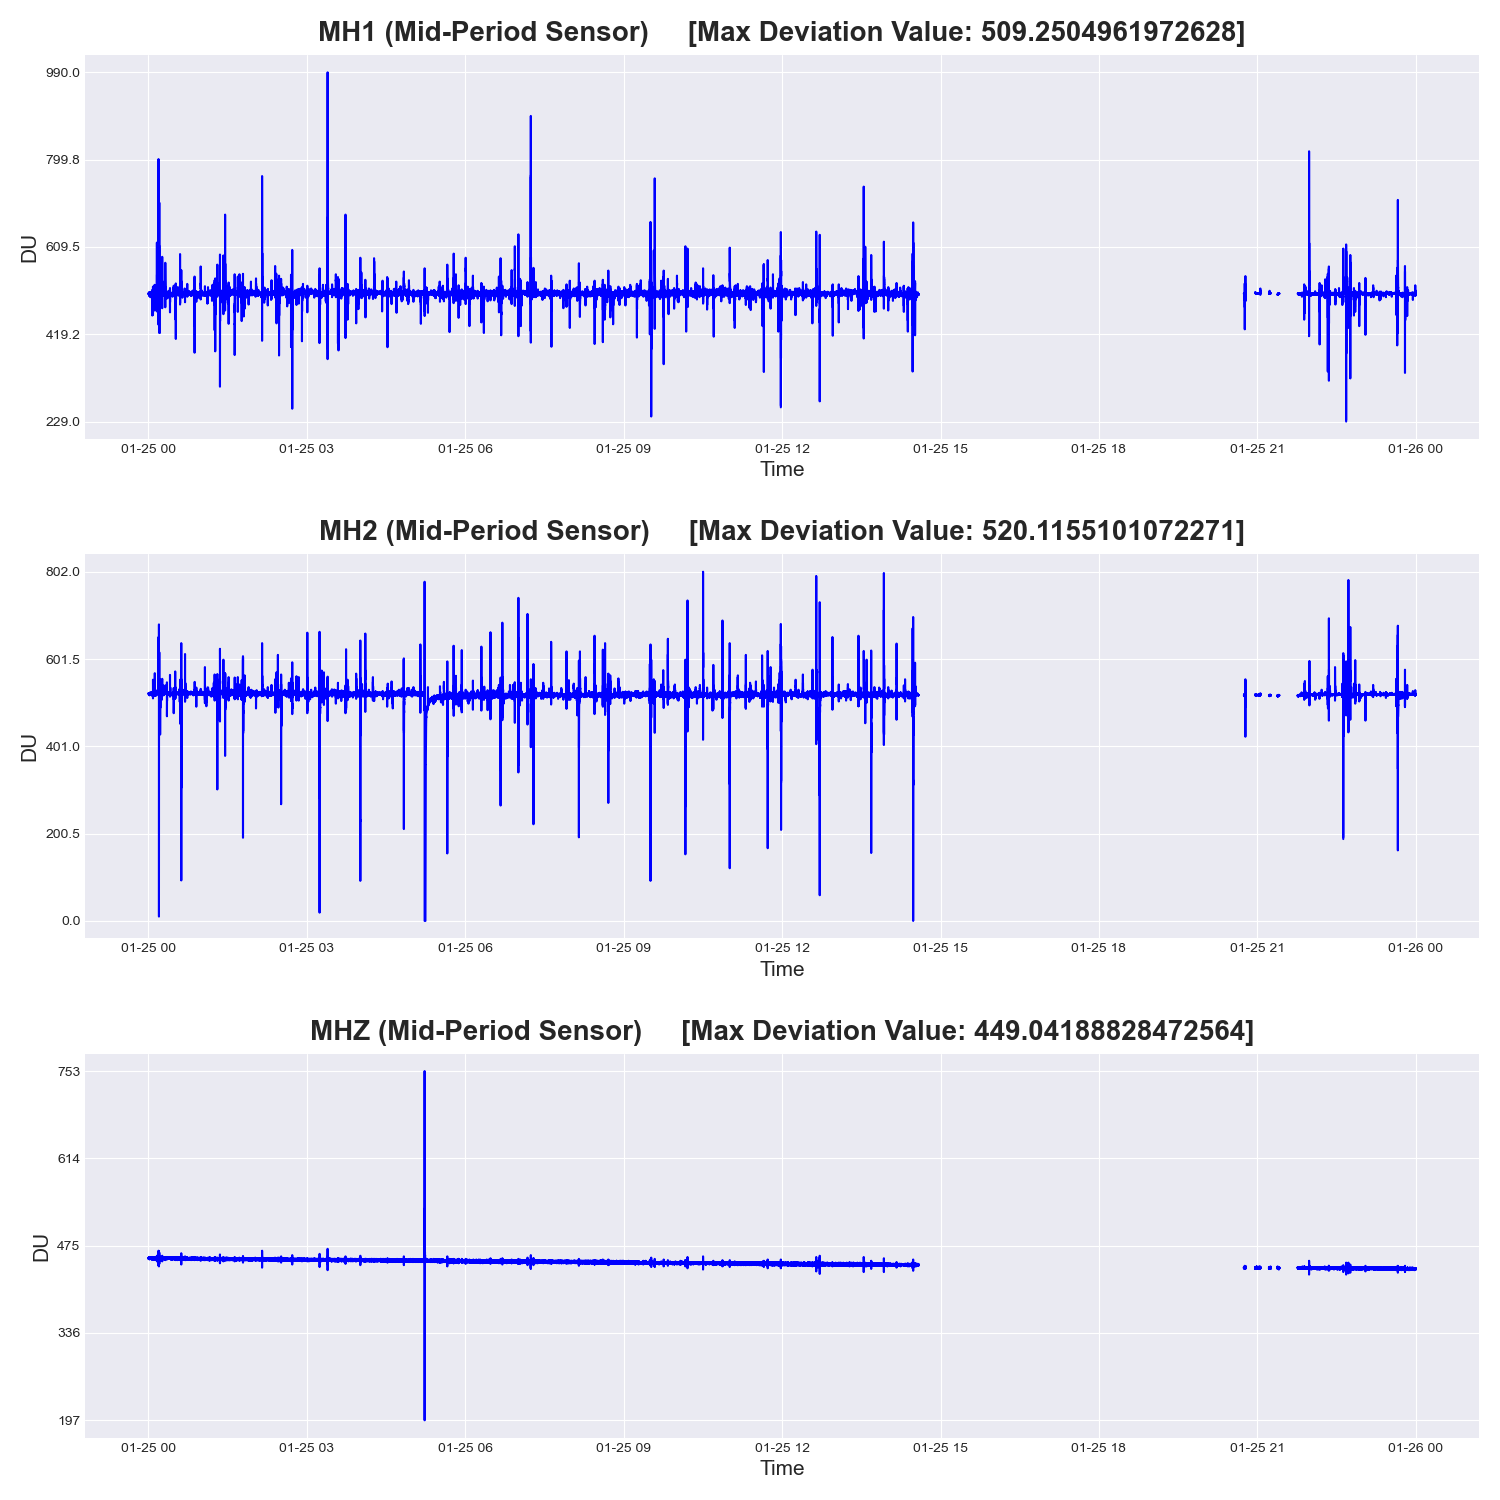 MH1 (Mid-Period Sensor) [Max Deviation Value: 509.2504961972628]
990.0
799.8
609.5
419.2
229.0
DU
01-25 00 01-25 03 01-25 06 01-25 09 01-25 12 01-25 15 01-25 18 01-25 21 01-26 00
Time
MH2 (Mid-Period Sensor) [Max Deviation Value: 520.1155101072271]
802.0
601.5
401.0
200.5
0.0
DU
01-25 00 01-25 03 01-25 06 01-25 09 01-25 12 01-25 15 01-25 18 01-25 21 01-26 00
Time
MHZ (Mid-Period Sensor) [Max Deviation Value: 449.04188828472564]
753
614
475
336
197
DU
01-25 00 01-25 03 01-25 06 01-25 09 01-25 12 01-25 15 01-25 18 01-25 21 01-26 00
Time